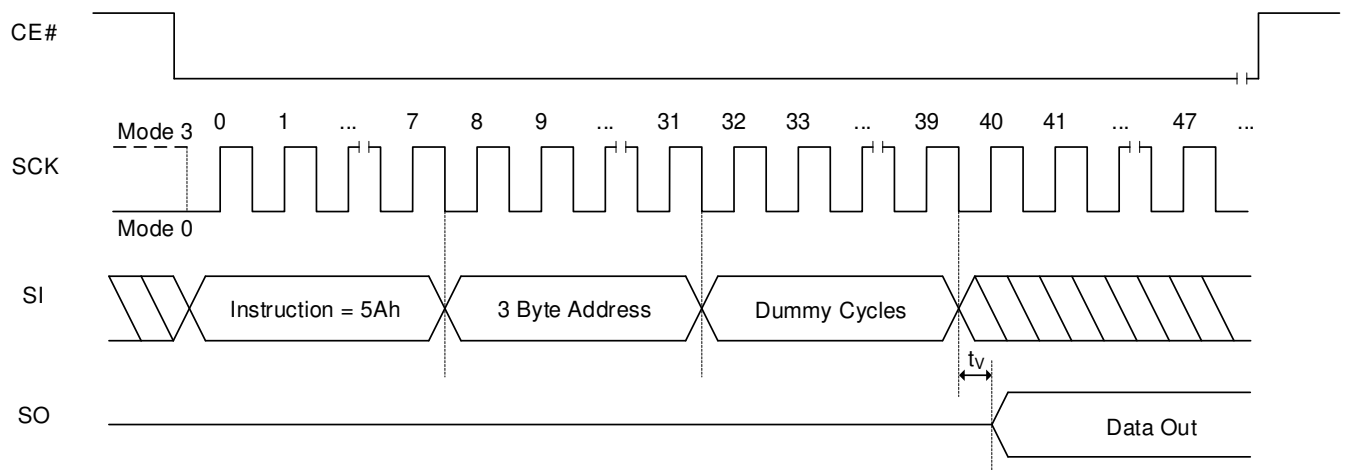 CE#
Mode 3 0 1 ... 7 8 9 ... 31 32 33 ... 39 40 41 ... 47 ...
SCK
Mode 0
SI Instruction = 5Ah 3 Byte Address Dummy Cycles
tV
SO Data Out